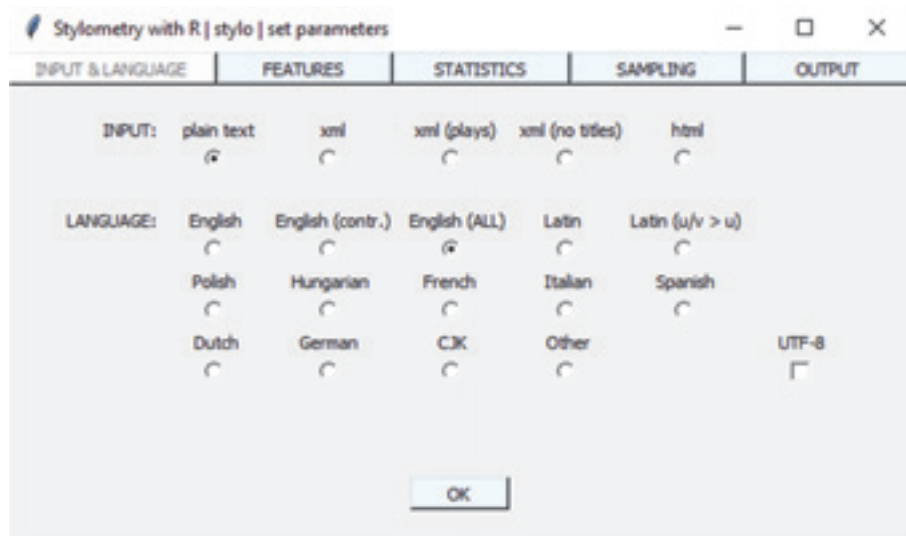 Stylometry with R | stylo | set parameters
INPUT & LANGUAGE FEATURES STATISTICS SAMPLING OUTPUT
INPUT: plain text xml xml (plays) xml (no titles) html
LANGUAGE: English English (contr.) English (ALL) Latin Latin (u/v > u)
Polish Hungarian French Italian Spanish
Dutch German CJK Other UTF-8
OK